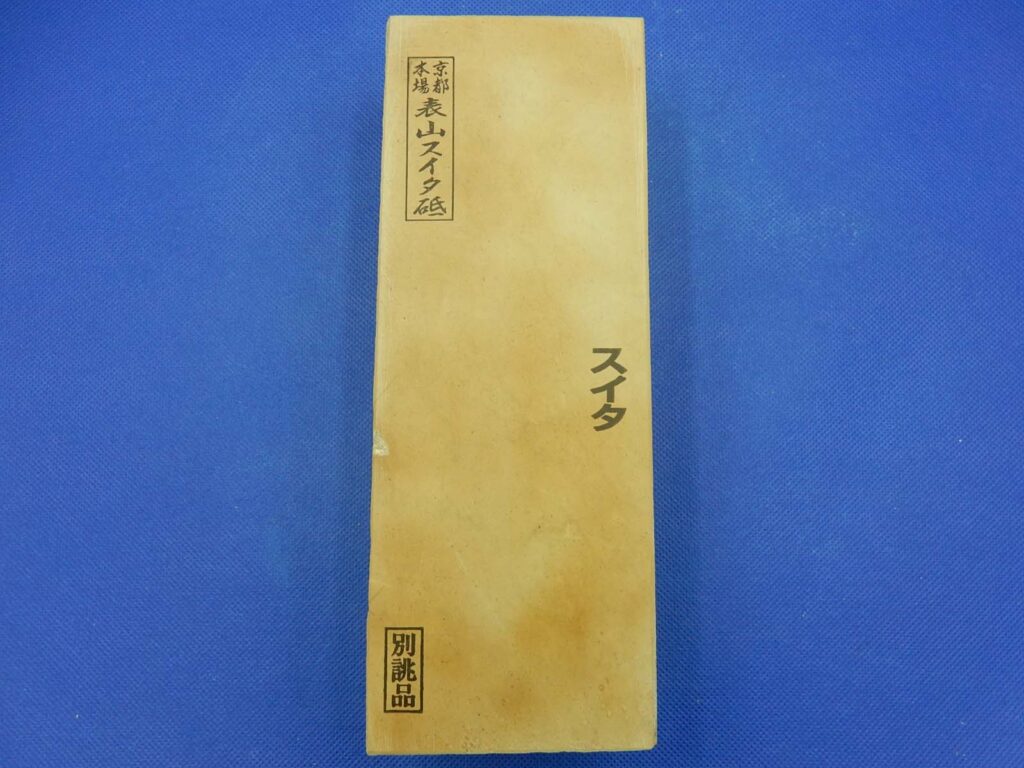 京都
本場
表山スイタ砥
スイタ
別誂品